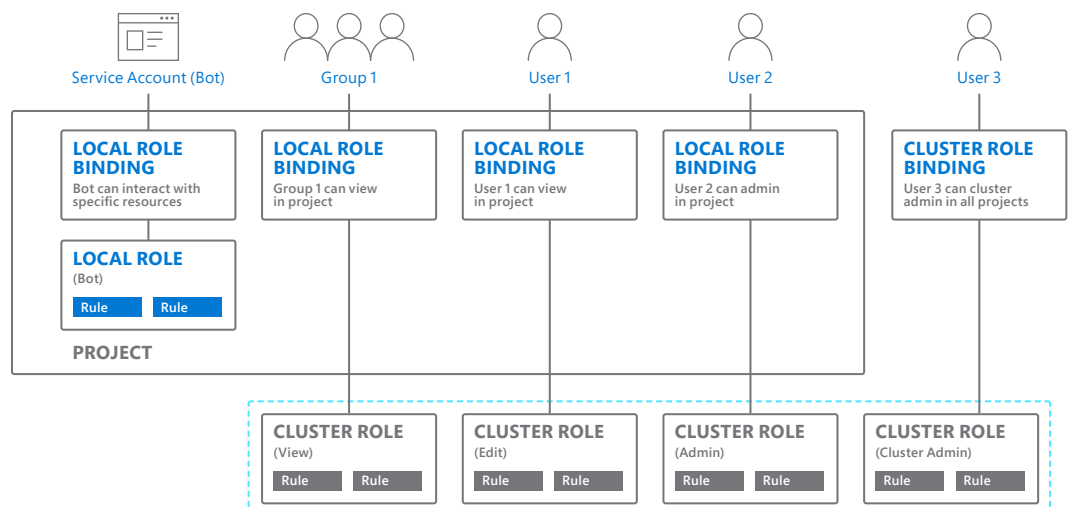 Service Account (Bot)
Group 1
User 1
User 2
User 3
LOCAL ROLE
BINDING
Bot can interact with
specific resources
LOCAL ROLE
BINDING
Group 1 can view
in project
LOCAL ROLE
BINDING
User 1 can view
in project
LOCAL ROLE
BINDING
User 2 can admin
in project
CLUSTER ROLE
BINDING
User 3 can cluster
admin in all projects
LOCAL ROLE
(Bot)
Rule
Rule
PROJECT
CLUSTER ROLE
(View)
Rule
Rule
CLUSTER ROLE
(Edit)
Rule
Rule
CLUSTER ROLE
(Admin)
Rule
Rule
CLUSTER ROLE
(Cluster Admin)
Rule
Rule